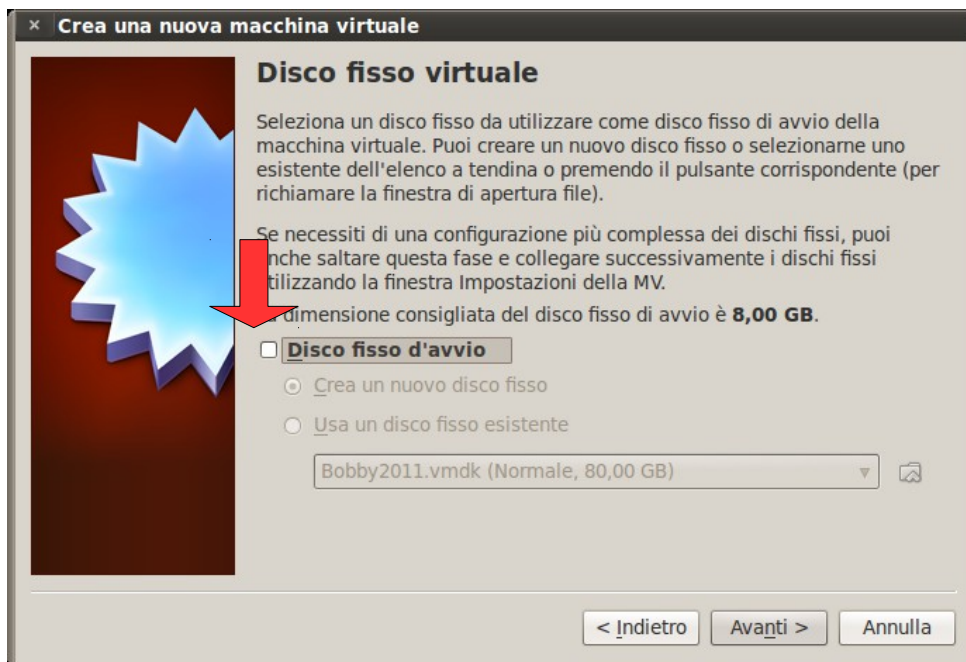 Crea una nuova macchina virtuale
Disco fisso virtuale
Seleziona un disco fisso da utilizzare come disco fisso di avvio della
macchina virtuale. Puoi creare un nuovo disco fisso o selezionarne uno
esistente dell'elenco a tendina o premendo il pulsante corrispondente (per
richiamare la finestra di apertura file).
Se necessiti di una configurazione più complessa dei dischi fissi, puoi
anche saltare questa fase e collegare successivamente i dischi fissi
utilizzando la finestra Impostazioni della MV.
dimensione consigliata del disco fisso di avvio è 8,00 GB.
Disco fisso d'avvio
Crea un nuovo disco fisso
Usa un disco fisso esistente
Bobby2011.vmdk (Normale, 80,00 GB)
< Indietro
Avanti >
Annulla